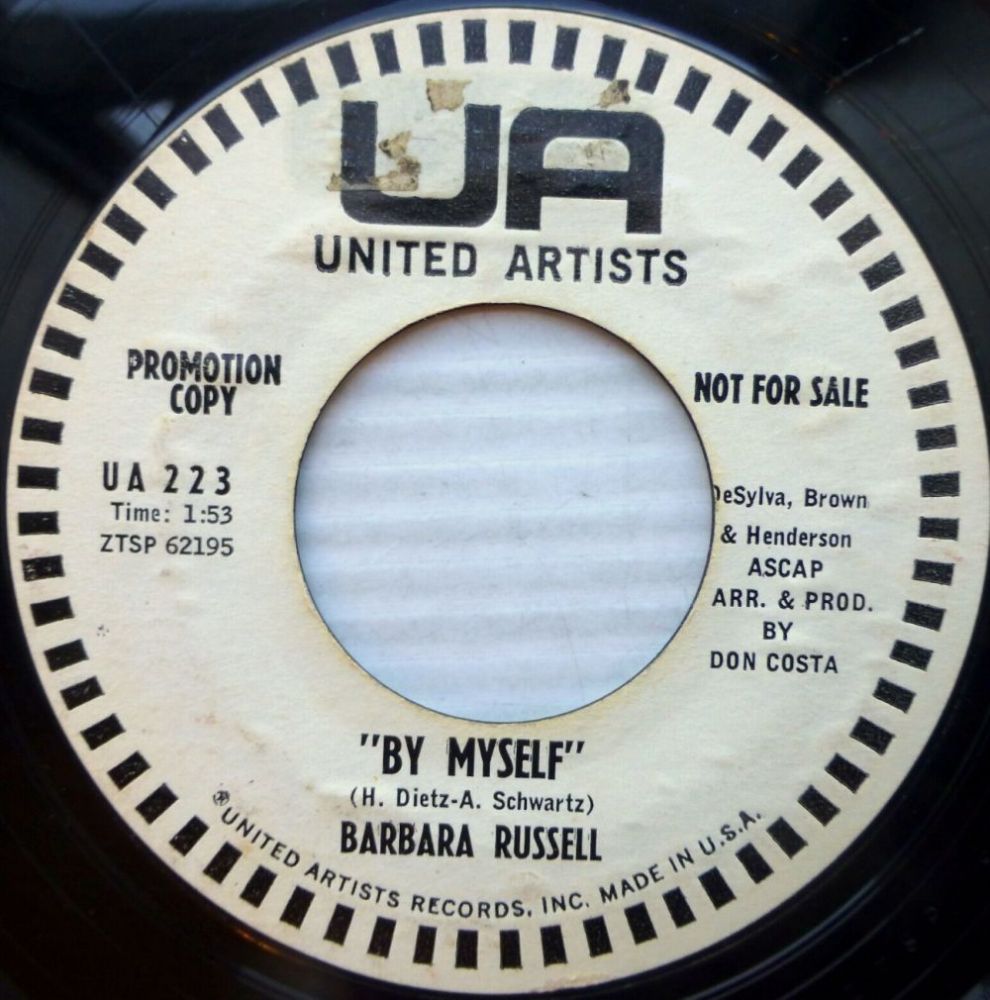 UA
UNITED ARTISTS
PROMOTION
COPY
NOT FOR SALE
UA 223
Time: 1:53
ZTSP 62195
DeSylva, Brown
& Henderson
ASCAP
ARR. & PROD.
BY
DON COSTA
"BY MYSELF"
(H. Dietz-A. Schwartz)
BARBARA RUSSELL
®UNITED ARTISTS RECORDS, INC. MADE IN U.S.A.